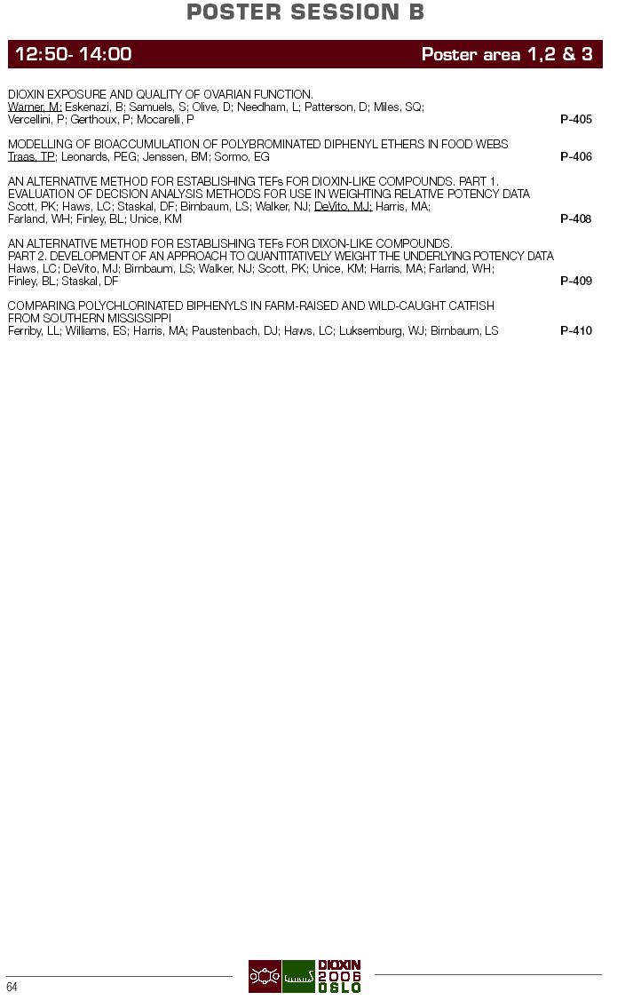 POSTER SESSION B
12:50- 14:00 Poster area 1,2 & 3
DIOXIN EXPOSURE AND QUALITY OF OVARIAN FUNCTION.
Warner, M; Eskenazi, B; Samuels, S; Olive, D; Needham, L; Patterson, D; Miles, SQ;
Vercellini, P; Gerthoux, P; Mocarelli, P P-405
MODELLING OF BIOACCUMULATION OF POLYBROMINATED DIPHENYL ETHERS IN FOOD WEBS
Traas, TP; Leonards, PEG; Jenssen, BM; Sormo, EG P-406
AN ALTERNATIVE METHOD FOR ESTABLISHING TEFs FOR DIOXIN-LIKE COMPOUNDS. PART 1.
EVALUATION OF DECISION ANALYSIS METHODS FOR USE IN WEIGHTING RELATIVE POTENCY DATA
Scott, PK; Haws, LC; Staskal, DF; Birnbaum, LS; Walker, NJ; DeVito, MJ; Harris, MA;
Farland, WH; Finley, BL; Unice, KM P-408
AN ALTERNATIVE METHOD FOR ESTABLISHING TEFs FOR DIXON-LIKE COMPOUNDS.
PART 2. DEVELOPMENT OF AN APPROACH TO QUANTITATIVELY WEIGHT THE UNDERLYING POTENCY DATA
Haws, LC; DeVito, MJ; Birnbaum, LS; Walker, NJ; Scott, PK; Unice, KM; Harris, MA; Farland, WH;
Finley, BL; Staskal, DF P-409
COMPARING POLYCHLORINATED BIPHENYLS IN FARM-RAISED AND WILD-CAUGHT CATFISH
FROM SOUTHERN MISSISSIPPI
Ferriby, LL; Williams, ES; Harris, MA; Paustenbach, DJ; Haws, LC; Luksemburg, WJ; Birnbaum, LS P-410
DIOXIN
2006
OSLO
64